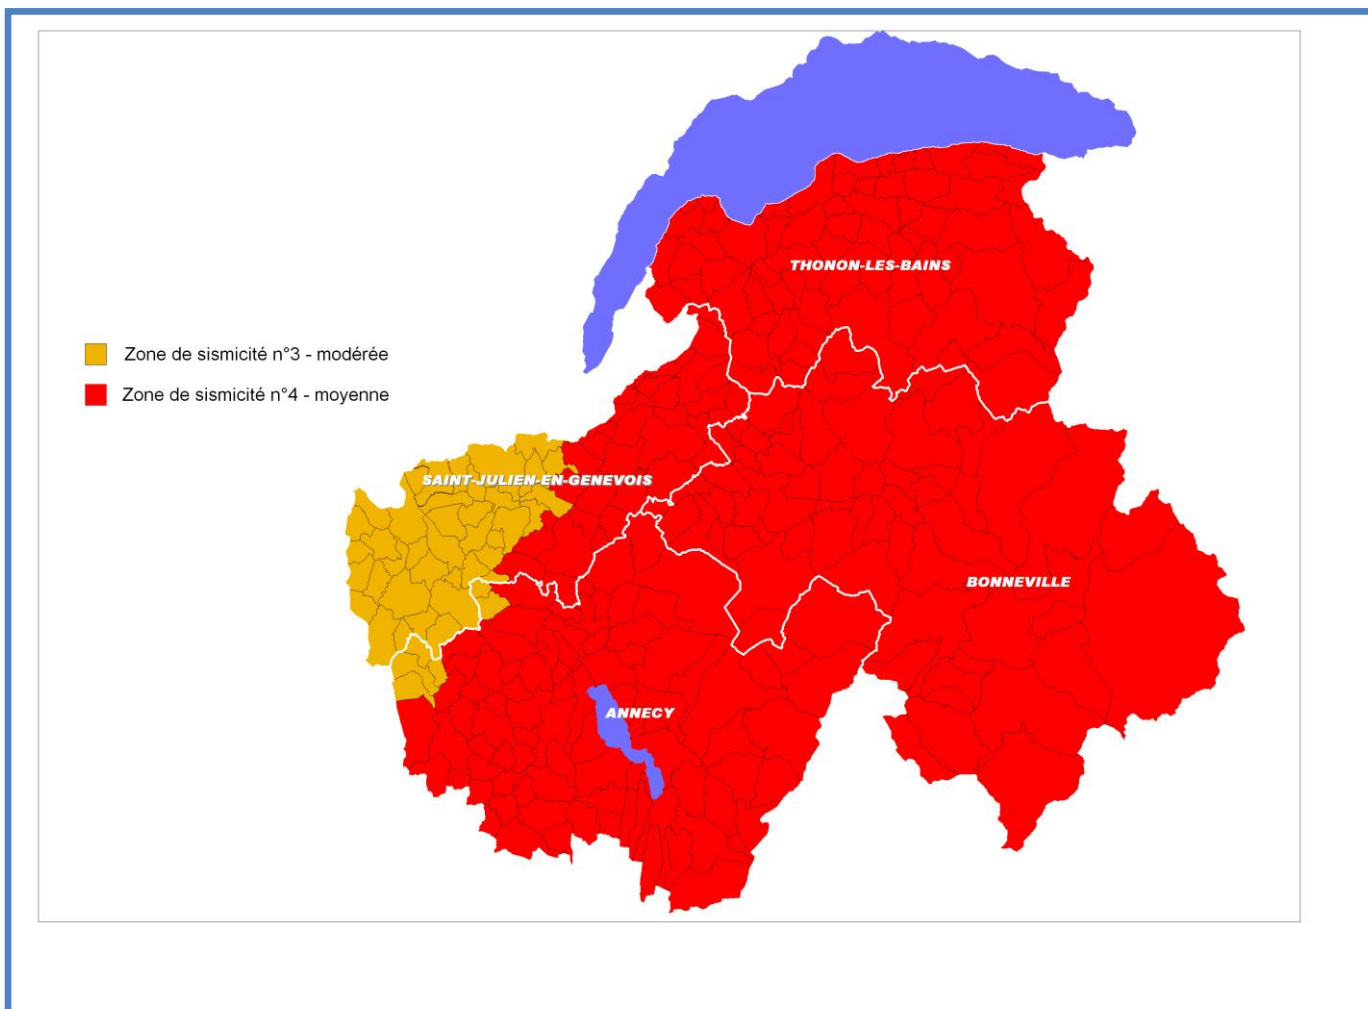 THONON-LES-BAINS
Zone de sismicité n°3 - modérée
Zone de sismicité n°4 - moyenne
SAINT-JULIEN-EN-GENEVOIS
BONNEVILLE
ANNECY